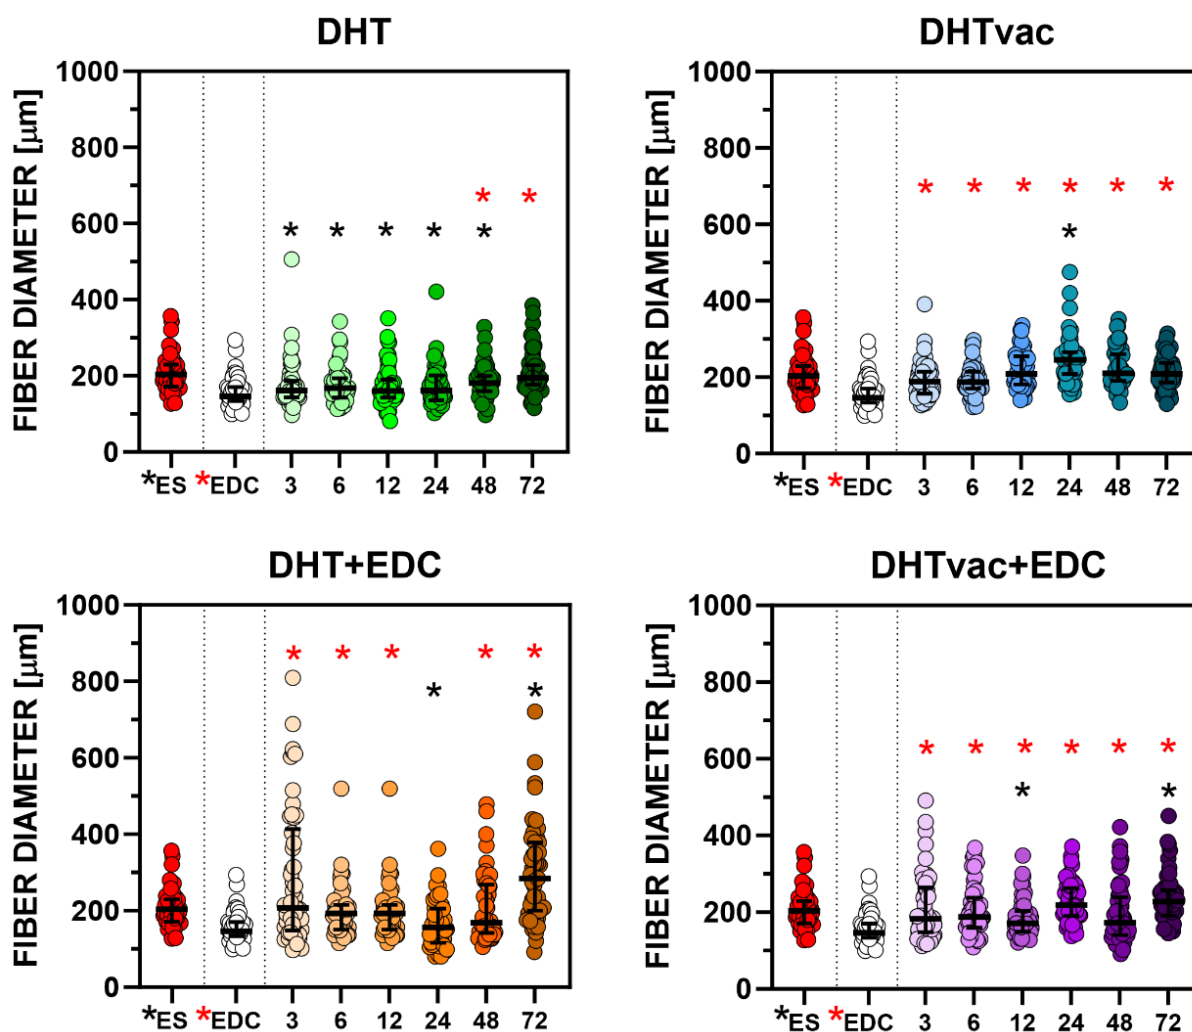 DHT
FIBER DIAMETER [µm]
1000
800
600
400
200
0
* *
* * * * * *
*ES *EDC 3 6 12 24 48 72
DHTvac
FIBER DIAMETER [µm]
1000
800
600
400
200
0
* * * * * *
*
*ES *EDC 3 6 12 24 48 72
DHT+EDC
FIBER DIAMETER [µm]
1000
800
600
400
200
0
* * * * *
* *
*ES *EDC 3 6 12 24 48 72
DHTvac+EDC
FIBER DIAMETER [µm]
1000
800
600
400
200
0
* * * * * *
* *
*ES *EDC 3 6 12 24 48 72